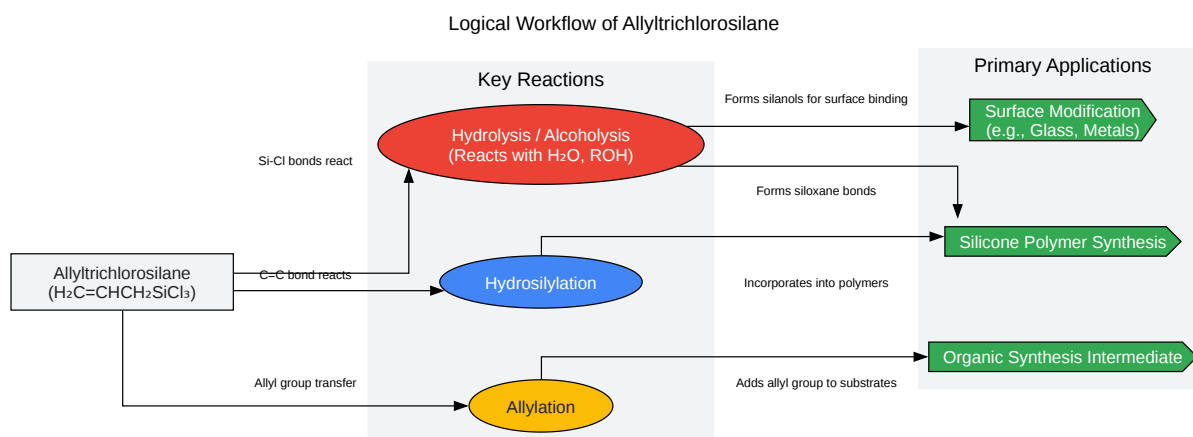 Logical Workflow of Allyltrichlorosilane
Key Reactions
Primary Applications
Forms silanols for surface binding
Surface Modification
(e.g., Glass, Metals)
Hydrolysis / Alcoholysis
(Reacts with H₂O, ROH)
Si-Cl bonds react
Forms siloxane bonds
Silicone Polymer Synthesis
Allyltrichlorosilane
(H₂C=CHCH₂SiCl₃)
C=C bond reacts
Hydrosilylation
Incorporates into polymers
Organic Synthesis Intermediate
Allyl group transfer
Adds allyl group to substrates
Allylation